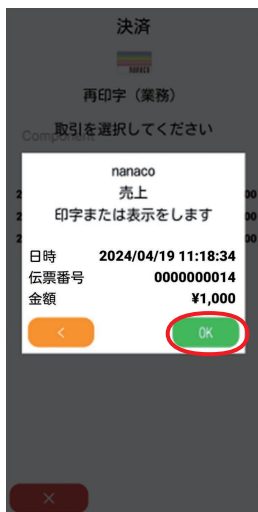 決済
nanaco
再印字（業務）
取引を選択してください
Component
nanaco
売上
印字または表示をします
日時 2024/04/19 11:18:34
伝票番号 0000000014
金額 ¥1,000
< OK
×